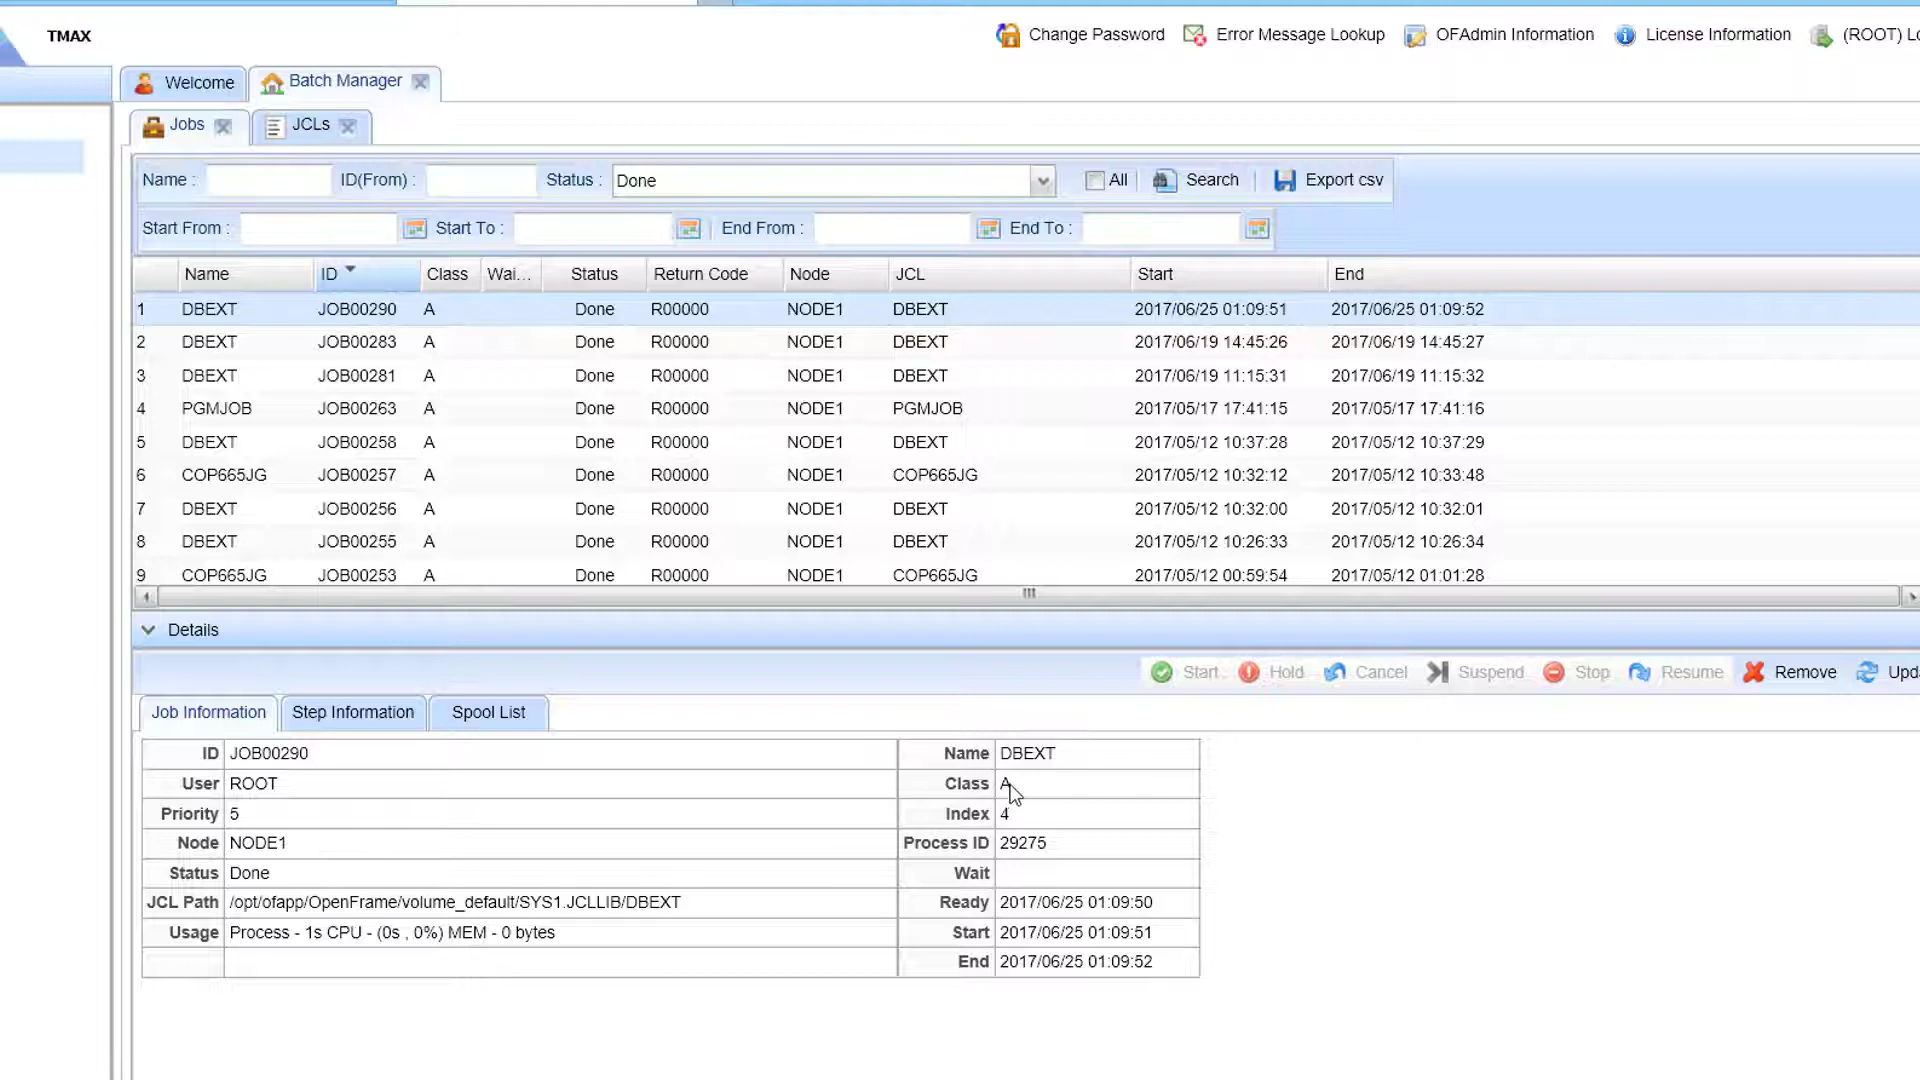 TMAX
Change Password Error Message Lookup OFAdmin Information License Information (ROOT)
Welcome Batch Manager
Jobs JCLs
Name : ID(From) : Status : Done All Search Export csv
Start From : Start To : End From : End To :
Name ID Class Wai... Status Return Code Node JCL Start End
1 DBEXT JOB00290 A Done R00000 NODE1 DBEXT 2017/06/25 01:09:51 2017/06/25 01:09:52
2 DBEXT JOB00283 A Done R00000 NODE1 DBEXT 2017/06/19 14:45:26 2017/06/19 14:45:27
3 DBEXT JOB00281 A Done R00000 NODE1 DBEXT 2017/06/19 11:15:31 2017/06/19 11:15:32
4 PGMJOB JOB00263 A Done R00000 NODE1 PGMJOB 2017/05/17 17:41:15 2017/05/17 17:41:16
5 DBEXT JOB00258 A Done R00000 NODE1 DBEXT 2017/05/12 10:37:28 2017/05/12 10:37:29
6 COP665JG JOB00257 A Done R00000 NODE1 COP665JG 2017/05/12 10:32:12 2017/05/12 10:33:48
7 DBEXT JOB00256 A Done R00000 NODE1 DBEXT 2017/05/12 10:32:00 2017/05/12 10:32:01
8 DBEXT JOB00255 A Done R00000 NODE1 DBEXT 2017/05/12 10:26:33 2017/05/12 10:26:34
9 COP665JG JOB00253 A Done R00000 NODE1 COP665JG 2017/05/12 00:59:54 2017/05/12 01:01:28
Details
Start Hold Cancel Suspend Stop Resume Remove
Job Information Step Information Spool List
ID JOB00290 Name DBEXT
User ROOT Class A
Priority 5 Index 4
Node NODE1 Process ID 29275
Status Done Wait
JCL Path /opt/ofapp/OpenFrame/volume_default/SYS1.JCLLIB/DBEXT Ready 2017/06/25 01:09:50
Usage Process - 1s CPU - (0s , 0%) MEM - 0 bytes Start 2017/06/25 01:09:51
End 2017/06/25 01:09:52